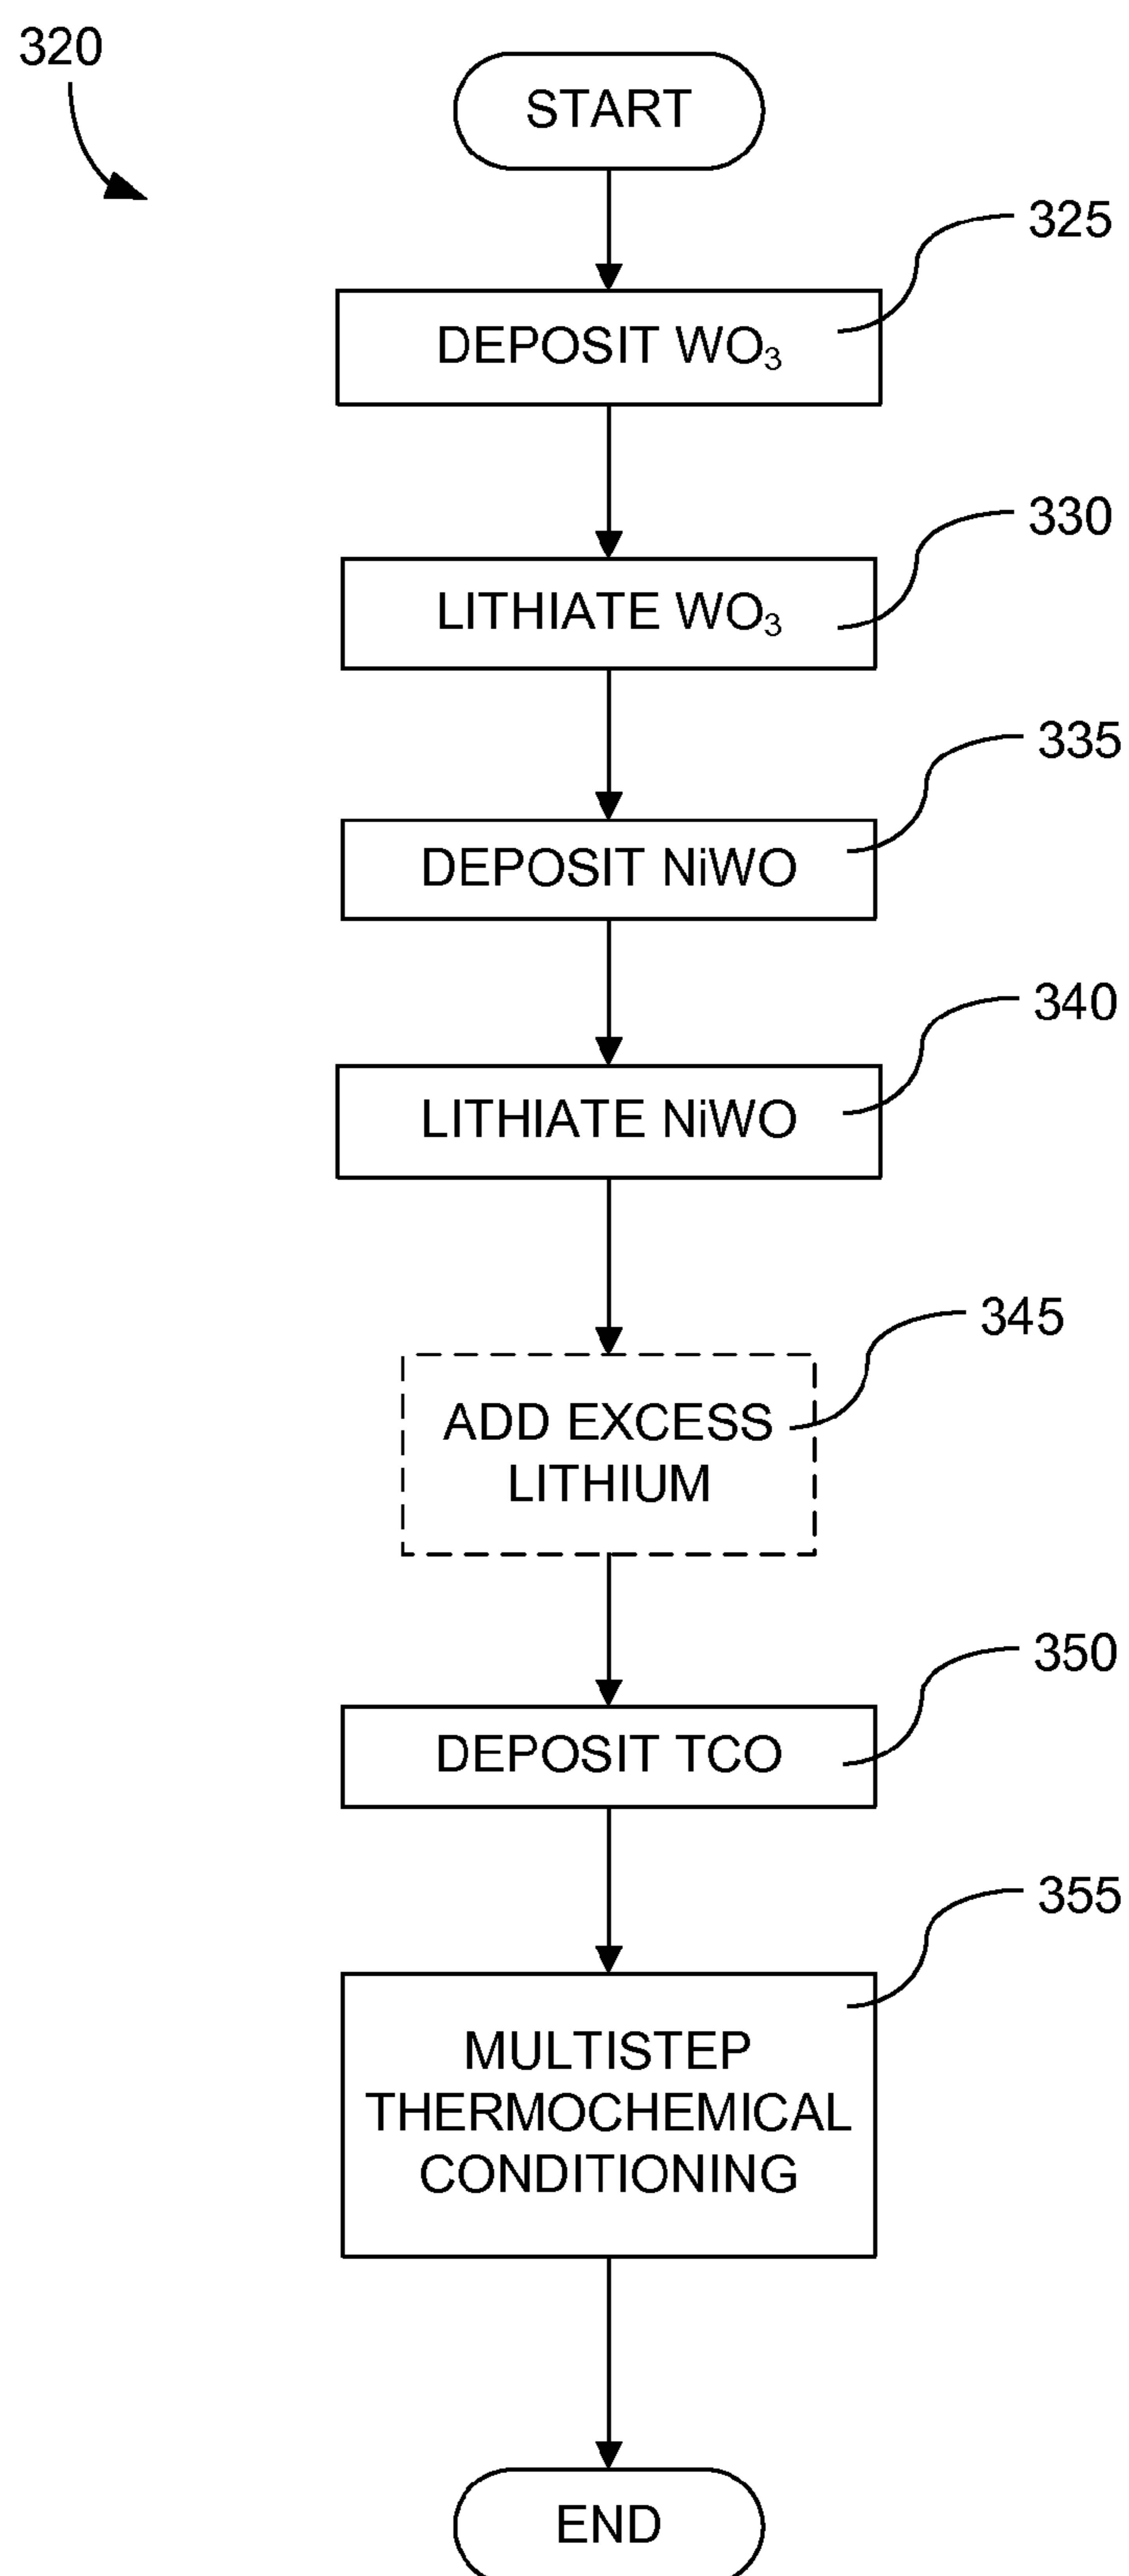 320
START
325
DEPOSIT WO₃
330
LITHIATE WO₃
335
DEPOSIT NiWO
340
LITHIATE NiWO
345
ADD EXCESS
LITHIUM
350
DEPOSIT TCO
355
MULTISTEP
THERMOCHEMICAL
CONDITIONING
END